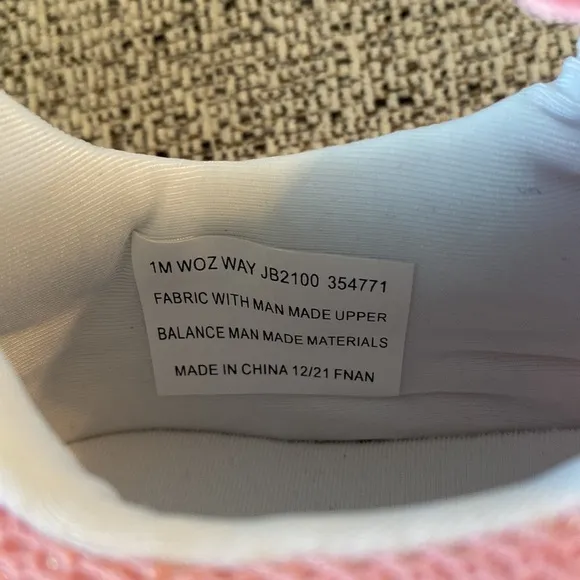 1M WOZ WAY JB2100 354771
FABRIC WITH MAN MADE UPPER
BALANCE MAN MADE MATERIALS
MADE IN CHINA 12/21 FNAN